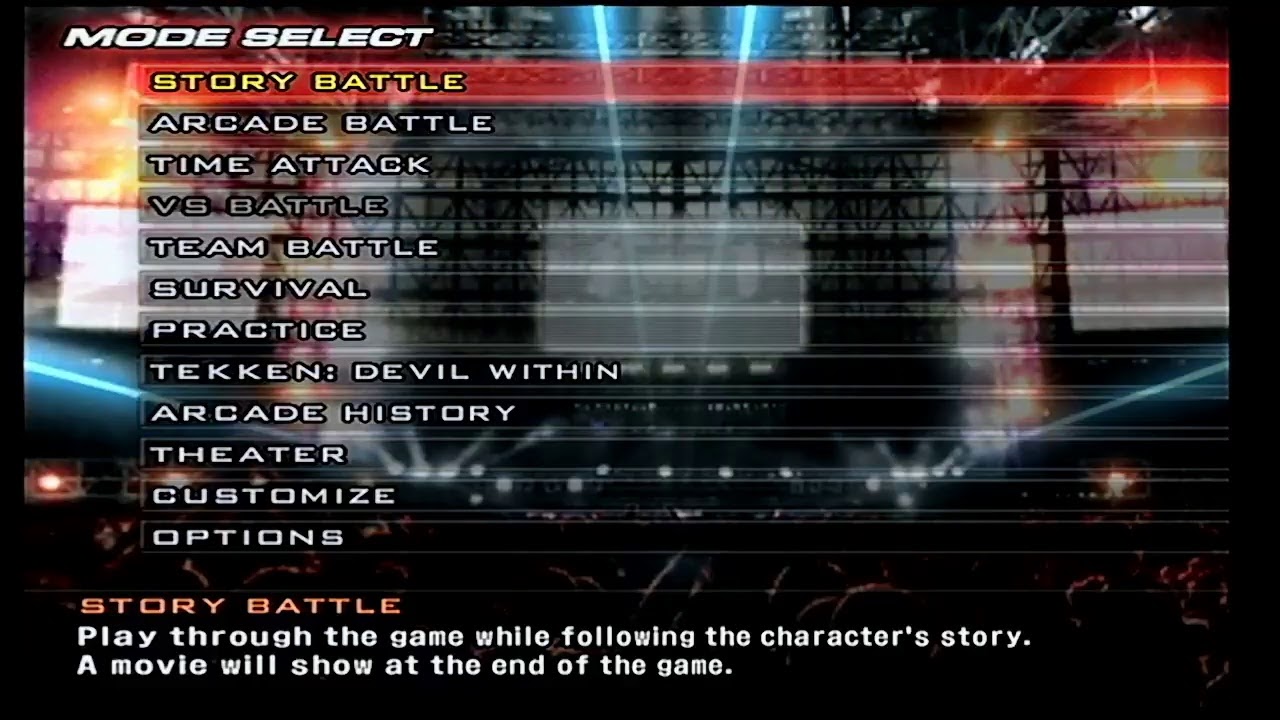 MODE SELECT
STORY BATTLE
ARCADE BATTLE
TIME ATTACK
VS BATTLE
TEAM BATTLE
SURVIVAL
PRACTICE
TEKKEN: DEVIL WITHIN
ARCADE HISTORY
THEATER
CUSTOMIZE
OPTIONS
STORY BATTLE
Play through the game while following the character's story.
A movie will show at the end of the game.